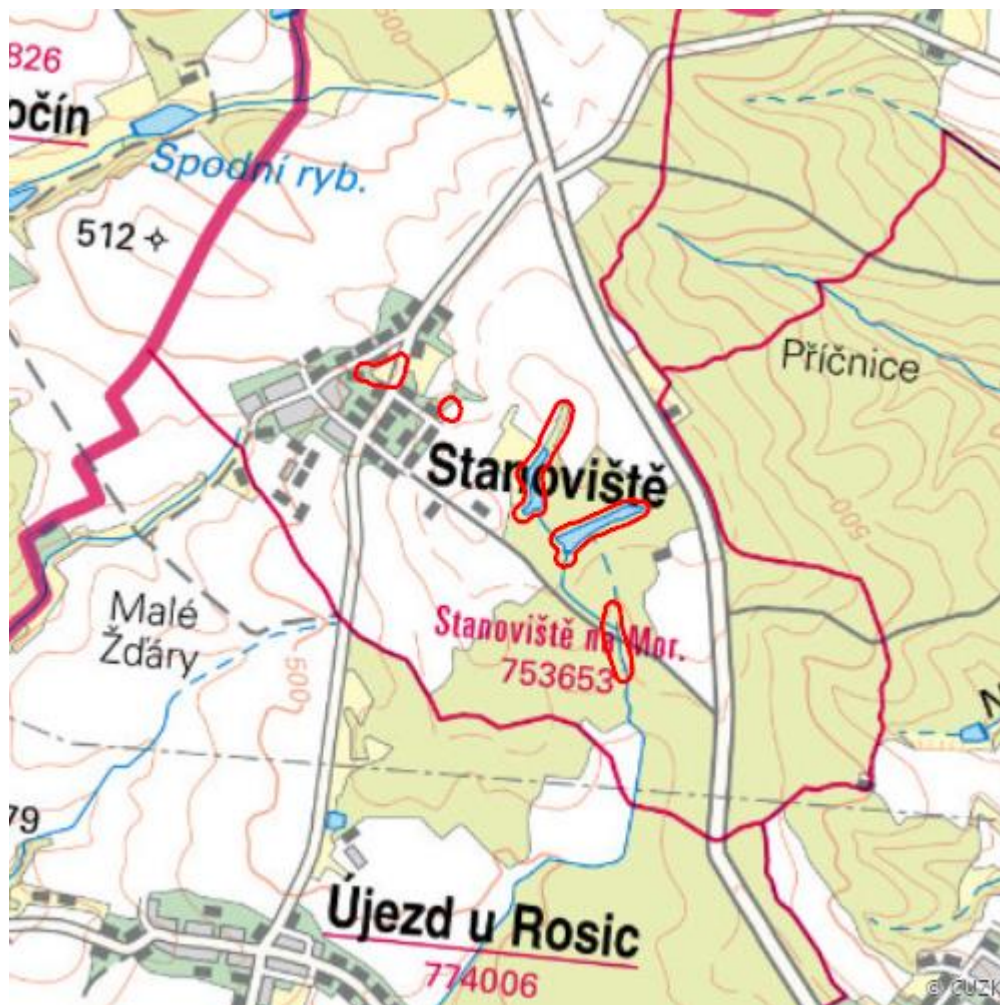 826
očín
Spodní ryb.
512
Příčnice
Stanoviště
Malé
Žďáry
Stanoviště na Mor.
753653
500
500
500
N
79
Újezd u Rosic
774006
© ČÚZK